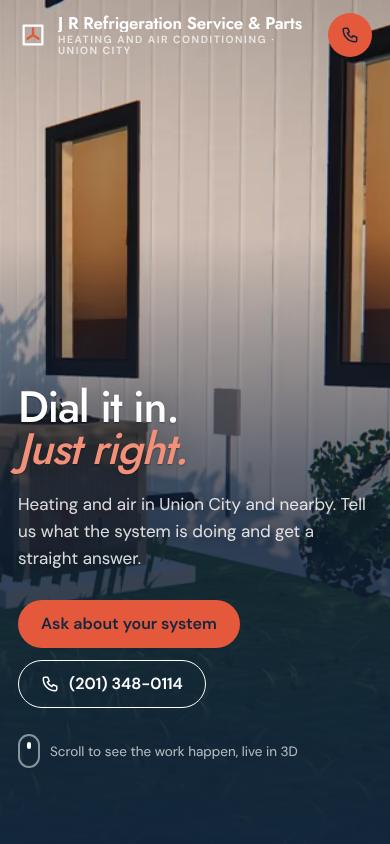 J R Refrigeration Service & Parts
HEATING AND AIR CONDITIONING ·
UNION CITY
Dial it in.
Just right.
Heating and air in Union City and nearby. Tell
us what the system is doing and get a
straight answer.
Ask about your system
(201) 348-0114
Scroll to see the work happen, live in 3D